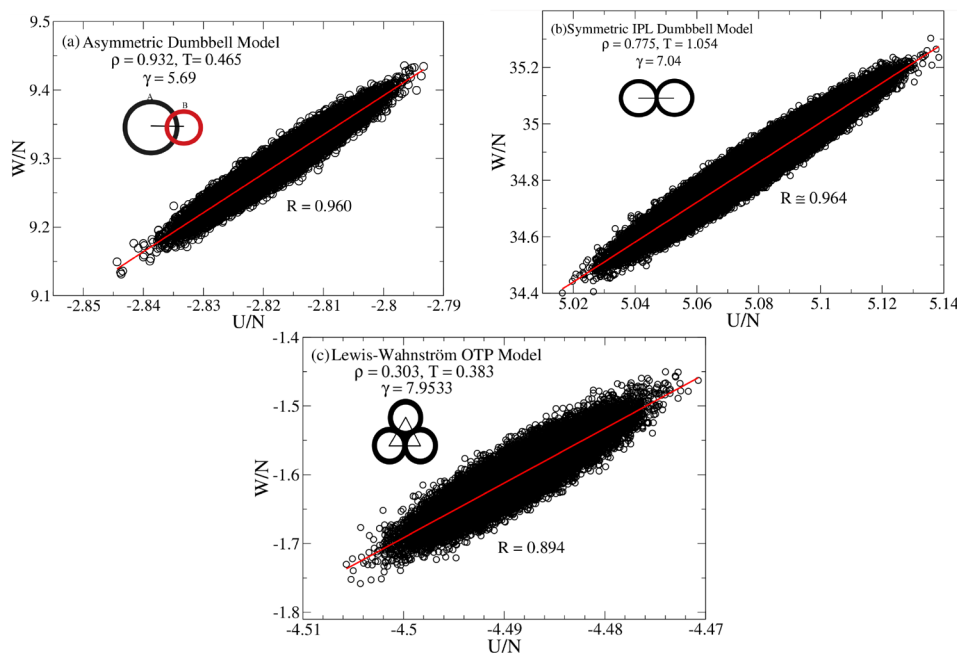 (a) Asymmetric Dumbbell Model
ρ = 0.932, T= 0.465
γ = 5.69
A
B
R = 0.960
W/N
9.5
9.4
9.3
9.2
9.1
-2.85 -2.84 -2.83 -2.82 -2.81 -2.8 -2.79
U/N
(b)Symmetric IPL Dumbbell Model
ρ = 0.775, T = 1.054
γ = 7.04
R ≅ 0.964
W/N
35.2
35
34.8
34.6
34.4
5.02 5.04 5.06 5.08 5.1 5.12 5.14
U/N
(c)Lewis-Wahnström OTP Model
ρ = 0.303, T = 0.383
γ = 7.9533
R = 0.894
W/N
-1.4
-1.5
-1.6
-1.7
-1.8
-4.51 -4.5 -4.49 -4.48 -4.47
U/N